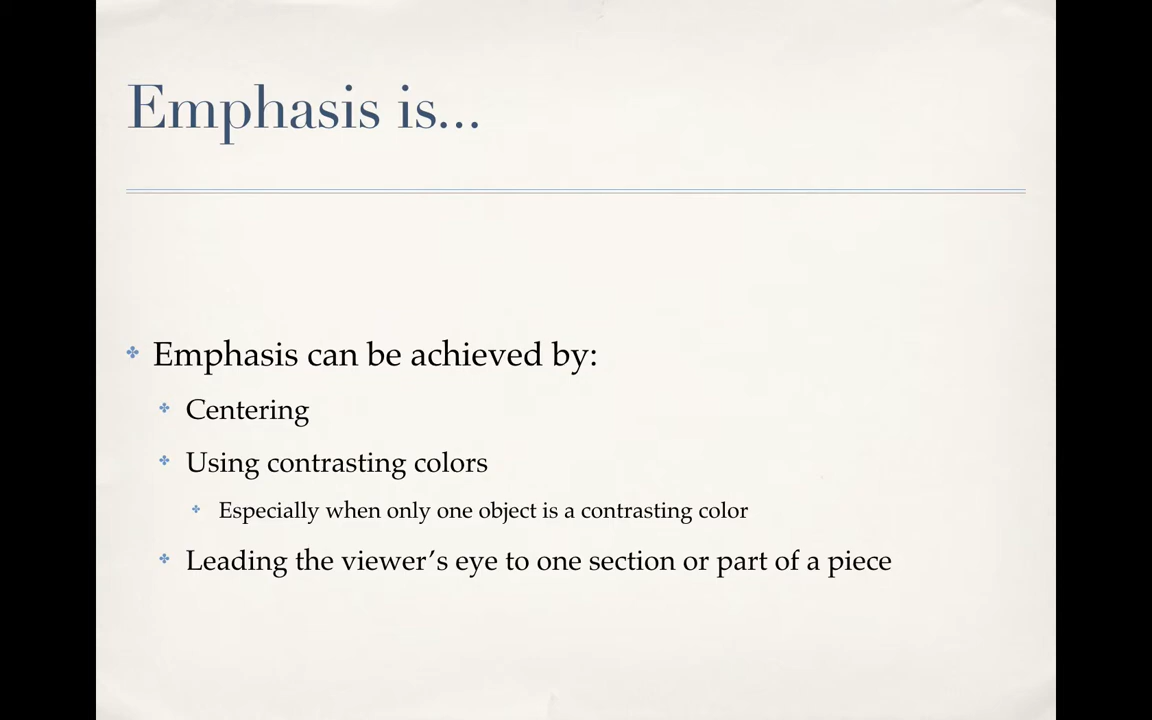 Emphasis is...
Emphasis can be achieved by:
Centering
Using contrasting colors
Especially when only one object is a contrasting color
Leading the viewer’s eye to one section or part of a piece